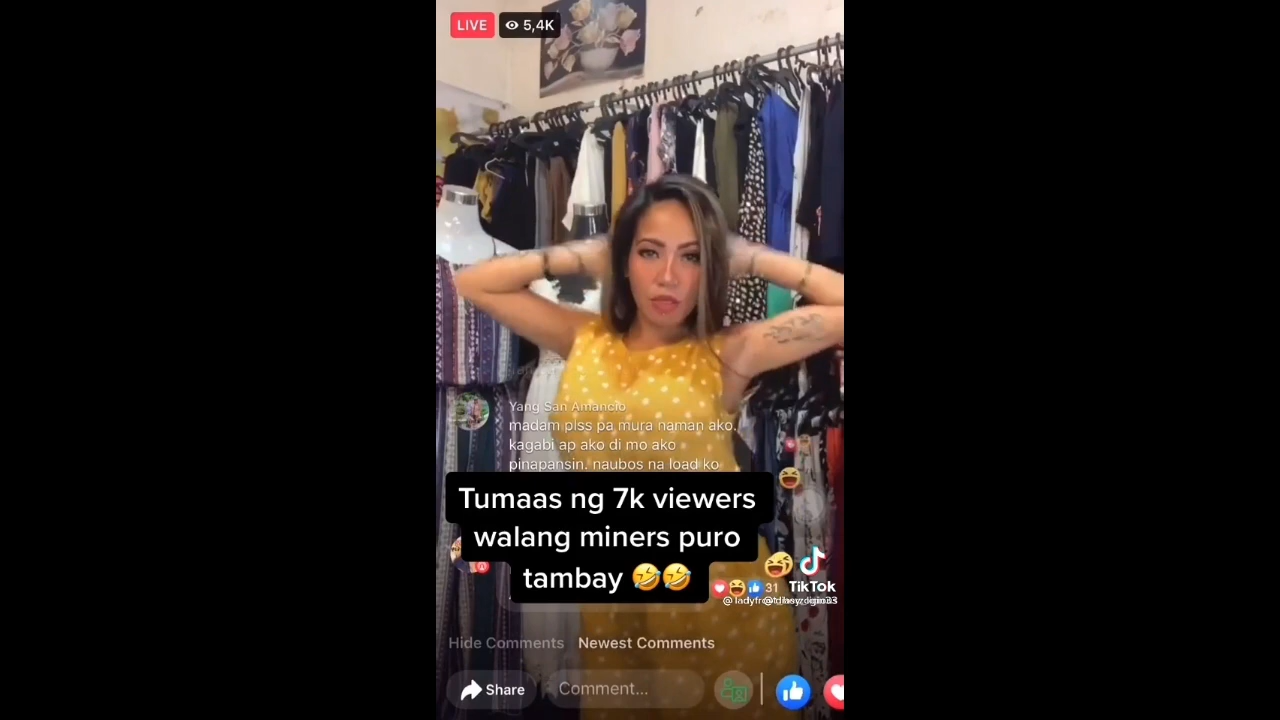 LIVE 5,4K
Yang San Amancio
madam plss pa mura naman ako.
kagabi ap ako di mo ako
pinapansin. naubos na load ko
Tumaas ng 7k viewers
walang miners puro
tambay 🤣🤣
31
TikTok
Hide Comments Newest Comments
Share Comment...